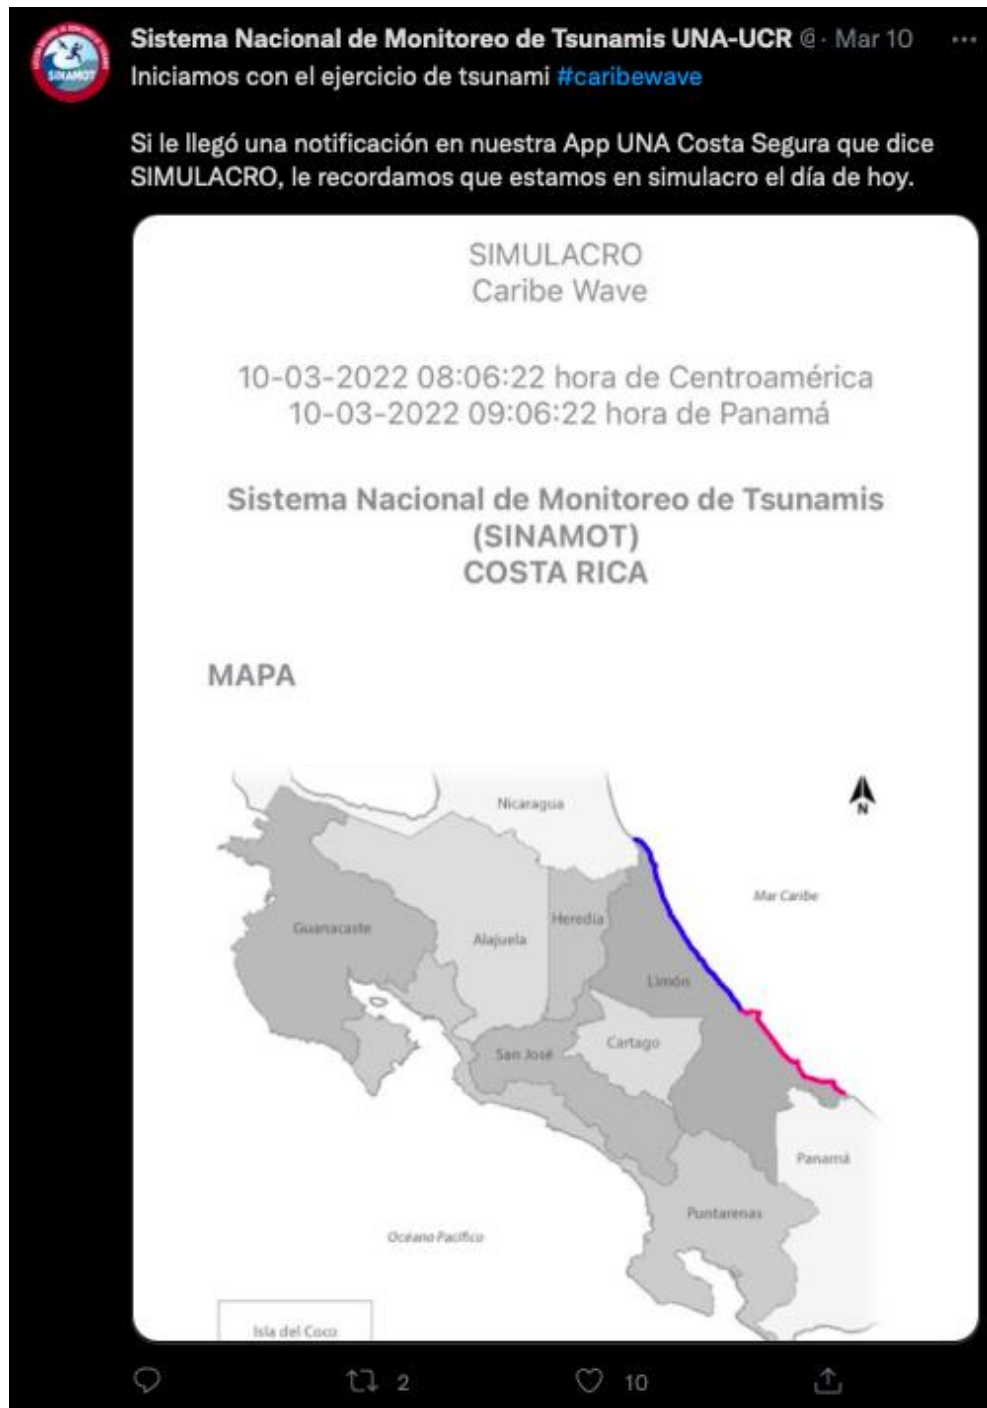 SINAMOT
Sistema Nacional de Monitoreo de Tsunamis UNA-UCR @ · Mar 10 ···
Iniciamos con el ejercicio de tsunami #caribewave
Si le llegó una notificación en nuestra App UNA Costa Segura que dice
SIMULACRO, le recordamos que estamos en simulacro el día de hoy.
SIMULACRO
Caribe Wave
10-03-2022 08:06:22 hora de Centroamérica
10-03-2022 09:06:22 hora de Panamá
Sistema Nacional de Monitoreo de Tsunamis
(SINAMOT)
COSTA RICA
MAPA
Nicaragua
N
Mar Caribe
Guanacaste
Heredia
Alajuela
Limón
San José
Cartago
Panamá
Puntarenas
Océano Pacífico
Isla del Coco
2
10